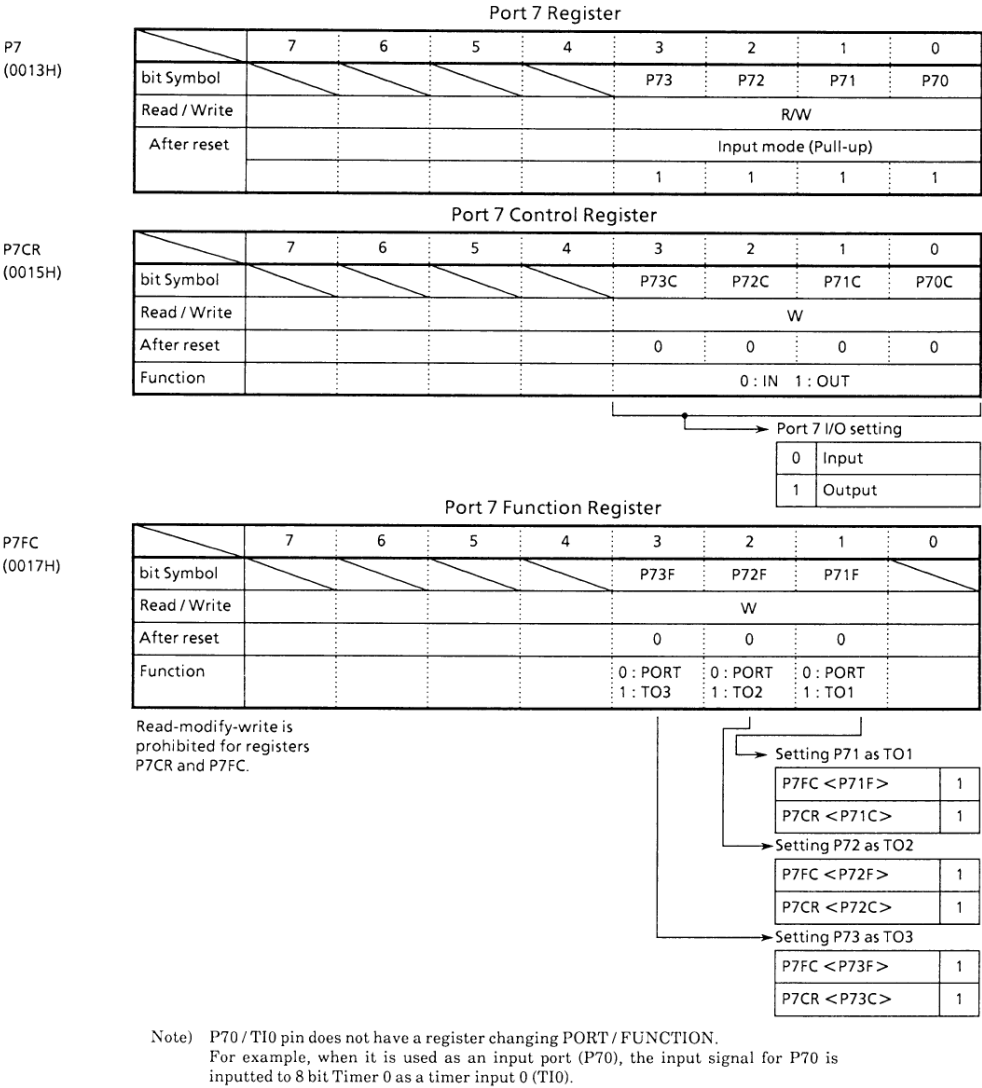 Port 7 Register
P7
(0013H)
7 6 5 4 3 2 1 0
bit Symbol P73 P72 P71 P70
Read / Write R/W
After reset Input mode (Pull-up)
1 1 1 1
Port 7 Control Register
P7CR
(0015H)
7 6 5 4 3 2 1 0
bit Symbol P73C P72C P71C P70C
Read / Write W
After reset 0 0 0 0
Function 0 : IN 1 : OUT
Port 7 I/O setting
0 Input
1 Output
Port 7 Function Register
P7FC
(0017H)
7 6 5 4 3 2 1 0
bit Symbol P73F P72F P71F
Read / Write W
After reset 0 0 0
Function 0 : PORT 0 : PORT 0 : PORT
1 : TO3 1 : TO2 1 : TO1
Read-modify-write is
prohibited for registers
P7CR and P7FC.
Setting P71 as TO1
P7FC <P71F> 1
P7CR <P71C> 1
Setting P72 as TO2
P7FC <P72F> 1
P7CR <P72C> 1
Setting P73 as TO3
P7FC <P73F> 1
P7CR <P73C> 1
Note) P70 / TI0 pin does not have a register changing PORT / FUNCTION.
For example, when it is used as an input port (P70), the input signal for P70 is
inputted to 8 bit Timer 0 as a timer input 0 (TI0).